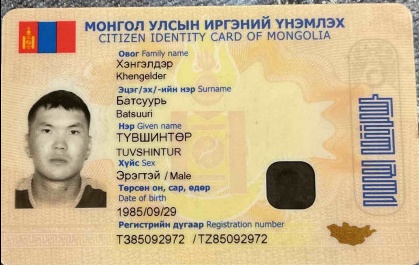 МОНГОЛ УЛСЫН ИРГЭНИЙ ҮНЭМЛЭХ
CITIZEN IDENTITY CARD OF MONGOLIA
Овог Family name
Хэнгэлдэр
Khengelder
Эцэг/эх/-ийн нэр Surname
Батсуурь
Batsuuri
Нэр Given name
ТҮВШИНТӨР
TUVSHINTUR
Хүйс Sex
Эрэгтэй / Male
Төрсөн он, сар, өдөр
Date of birth
1985/09/29
Регистрийн дугаар Registration number
Т385092972 /TZ85092972